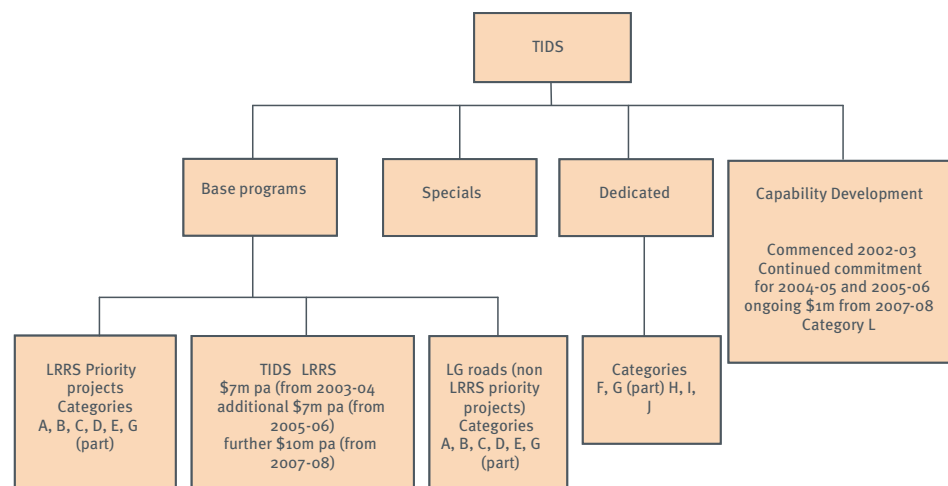 TIDS
Base programs
Specials
Dedicated
Capability Development
Commenced 2002-03
Continued commitment
for 2004-05 and 2005-06
ongoing $1m from 2007-08
Category L
LRRS Priority
projects
Categories
A, B, C, D, E, G
(part)
TIDS LRRS
$7m pa (from 2003-04
additional $7m pa (from
2005-06)
further $10m pa (from
2007-08)
LG roads (non
LRRS priority
projects)
Categories
A, B, C, D, E, G
(part)
Categories
F, G (part) H, I,
J